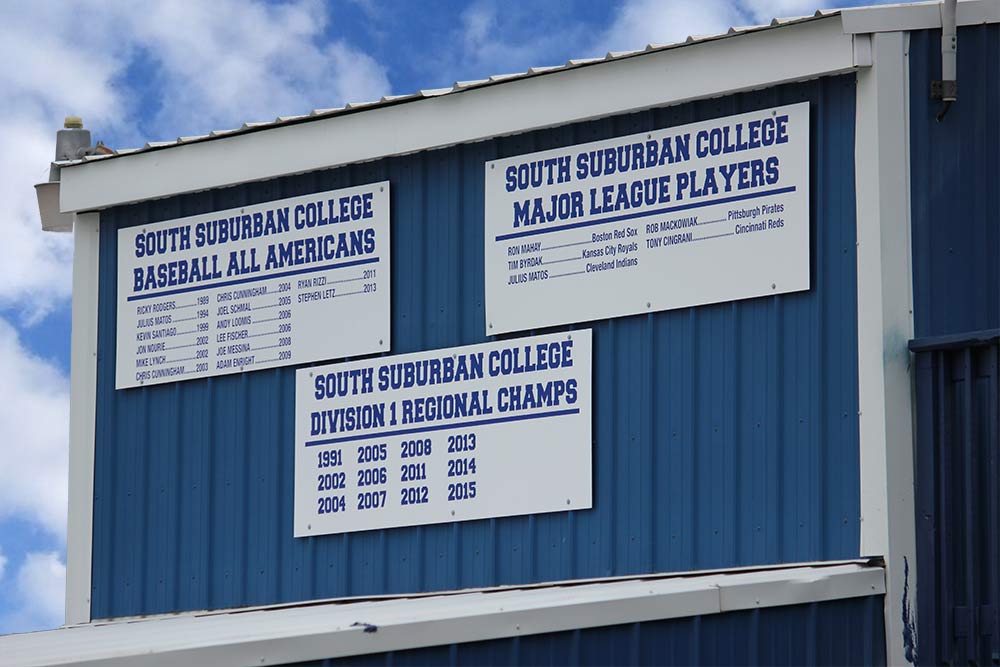 SOUTH SUBURBAN COLLEGE
BASEBALL ALL AMERICANS
RICKY RODGERS 1989
JULIUS MATOS 1994
KEVIN SANTIAGO 1999
JON NOURIE 2002
MIKE LYNCH 2002
CHRIS CUNNINGHAM 2003
CHRIS CUNNINGHAM 2004
JOEL SCHMAL 2005
ANDY LOOMIS 2006
LEE FISCHER 2006
JOE MESSINA 2008
ADAM ENRIGHT 2009
RYAN RIZZI 2011
STEPHEN LETZ 2013
SOUTH SUBURBAN COLLEGE
MAJOR LEAGUE PLAYERS
RON MAHAY Boston Red Sox
TIM BYRDAK Kansas City Royals
JULIUS MATOS Cleveland Indians
ROB MACKOWIAK Pittsburgh Pirates
TONY CINGRANI Cincinnati Reds
SOUTH SUBURBAN COLLEGE
DIVISION 1 REGIONAL CHAMPS
1991 2005 2008 2013
2002 2006 2011 2014
2004 2007 2012 2015